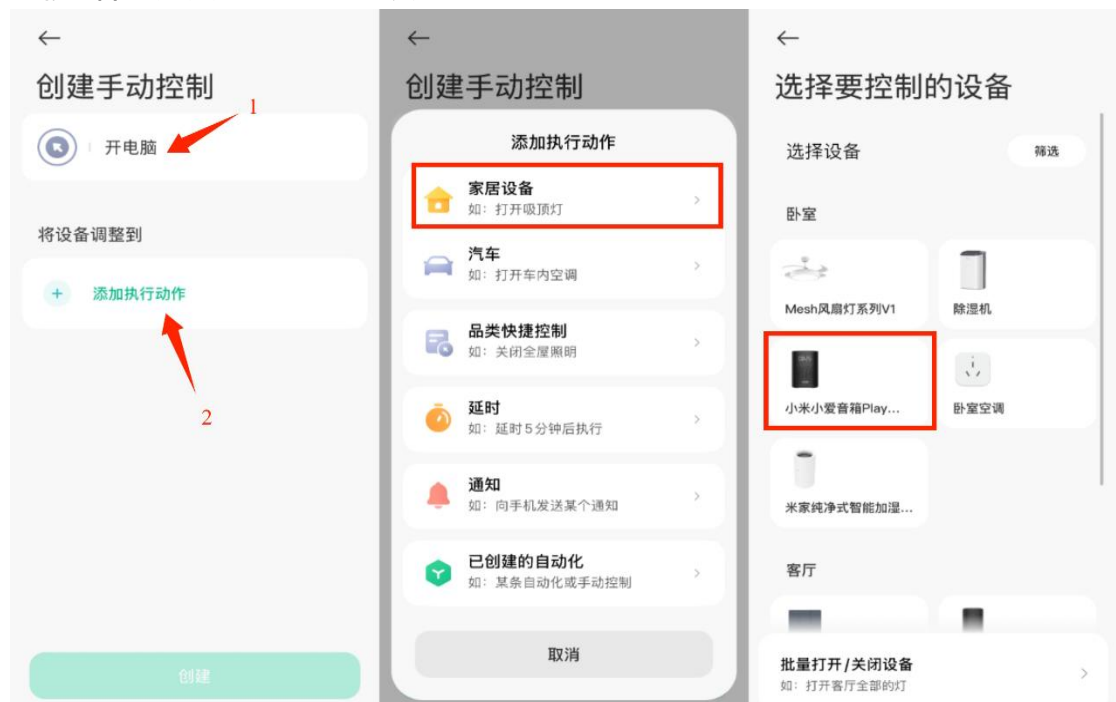 创建手动控制
1
开电脑
将设备调整到
添加执行动作
2
创建
创建手动控制
添加执行动作
家居设备
如：打开吸顶灯
汽车
如：打开车内空调
品类快捷控制
如：关闭全屋照明
延时
如：延时5分钟后执行
通知
如：向手机发送某个通知
已创建的自动化
如：某条自动化或手动控制
取消
选择要控制的设备
选择设备
筛选
卧室
Mesh风扇灯系列V1
除湿机
小米小爱音箱Play...
卧室空调
米家纯净式智能加湿...
客厅
批量打开/关闭设备
如：打开客厅全部的灯